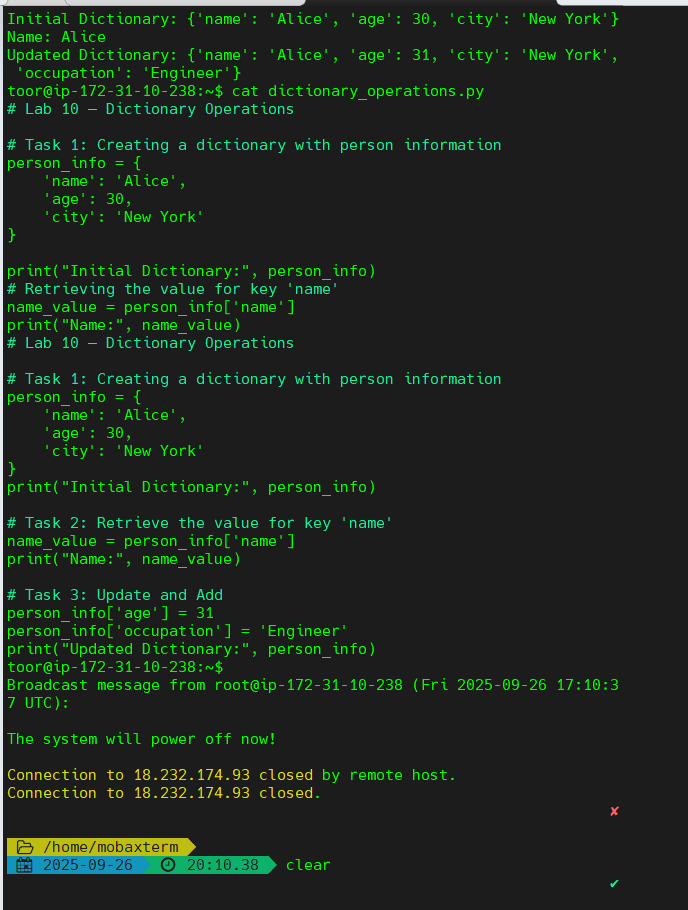 Initial Dictionary: {'name': 'Alice', 'age': 30, 'city': 'New York'}
Name: Alice
Updated Dictionary: {'name': 'Alice', 'age': 31, 'city': 'New York',
 'occupation': 'Engineer'}
toor@ip-172-31-10-238:~$ cat dictionary_operations.py
# Lab 10 – Dictionary Operations

# Task 1: Creating a dictionary with person information
person_info = {
    'name': 'Alice',
    'age': 30,
    'city': 'New York'
}

print("Initial Dictionary:", person_info)
# Retrieving the value for key 'name'
name_value = person_info['name']
print("Name:", name_value)
# Lab 10 – Dictionary Operations

# Task 1: Creating a dictionary with person information
person_info = {
    'name': 'Alice',
    'age': 30,
    'city': 'New York'
}
print("Initial Dictionary:", person_info)

# Task 2: Retrieve the value for key 'name'
name_value = person_info['name']
print("Name:", name_value)

# Task 3: Update and Add
person_info['age'] = 31
person_info['occupation'] = 'Engineer'
print("Updated Dictionary:", person_info)
toor@ip-172-31-10-238:~$
Broadcast message from root@ip-172-31-10-238 (Fri 2025-09-26 17:10:3
7 UTC):

The system will power off now!

Connection to 18.232.174.93 closed by remote host.
Connection to 18.232.174.93 closed.
✘
/home/mobaxterm
2025-09-26 20:10.38 clear
✔